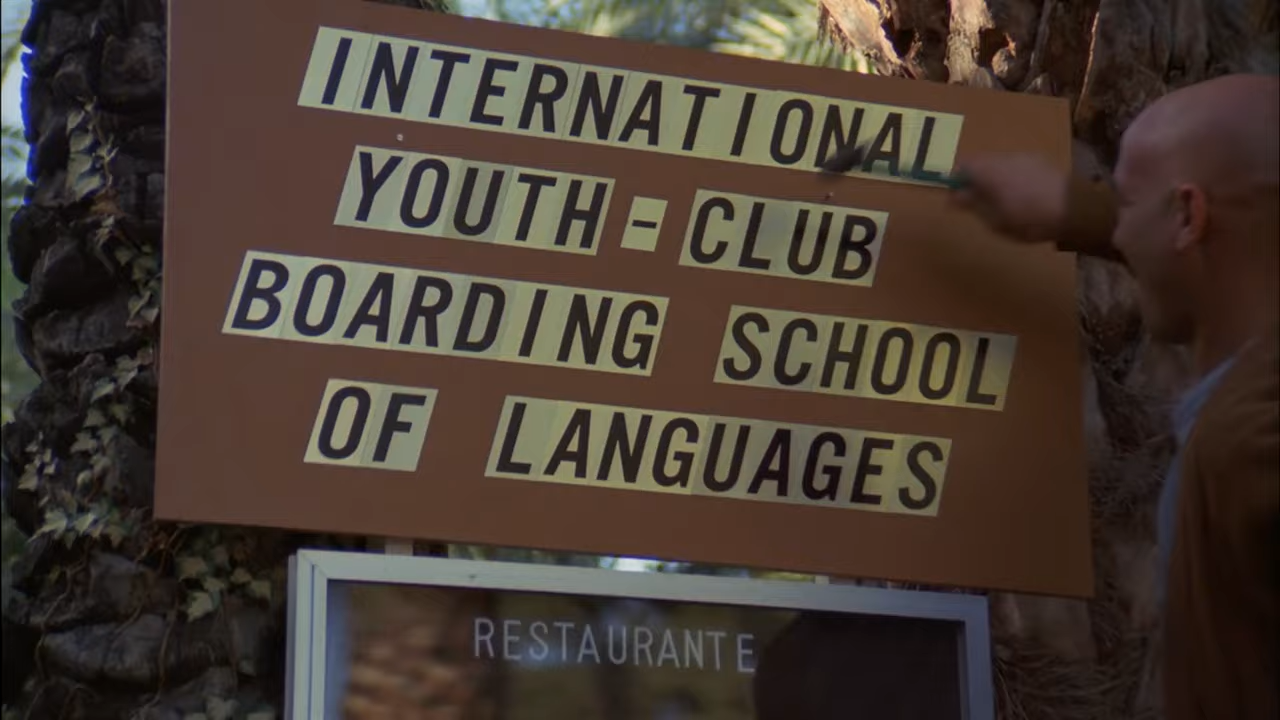 INTERNATIONAL
YOUTH-CLUB
BOARDING SCHOOL
OF LANGUAGES
RESTAURANTE